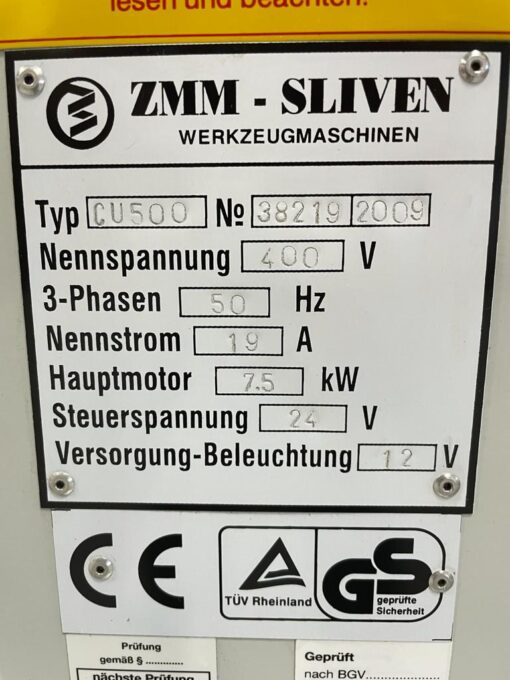 lesen und beachten.
ZMM - SLIVEN
WERKZEUGMASCHINEN
Typ CU500 № 38219 2009
Nennspannung 400 V
3-Phasen 50 Hz
Nennstrom 19 A
Hauptmotor 7.5 kW
Steuerspannung 24 V
Versorgung-Beleuchtung 12 V
CE
TÜV Rheinland
GS
geprüfte
Sicherheit
Prüfung
gemäß § ............
nächste Prüfung
Geprüft
nach BGV....................